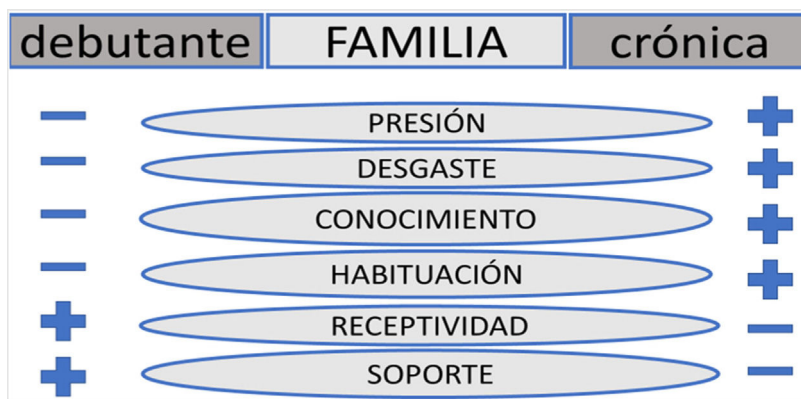 debutante FAMILIA crónica
− PRESIÓN +
− DESGASTE +
− CONOCIMIENTO +
− HABITUACIÓN +
+ RECEPTIVIDAD −
+ SOPORTE −